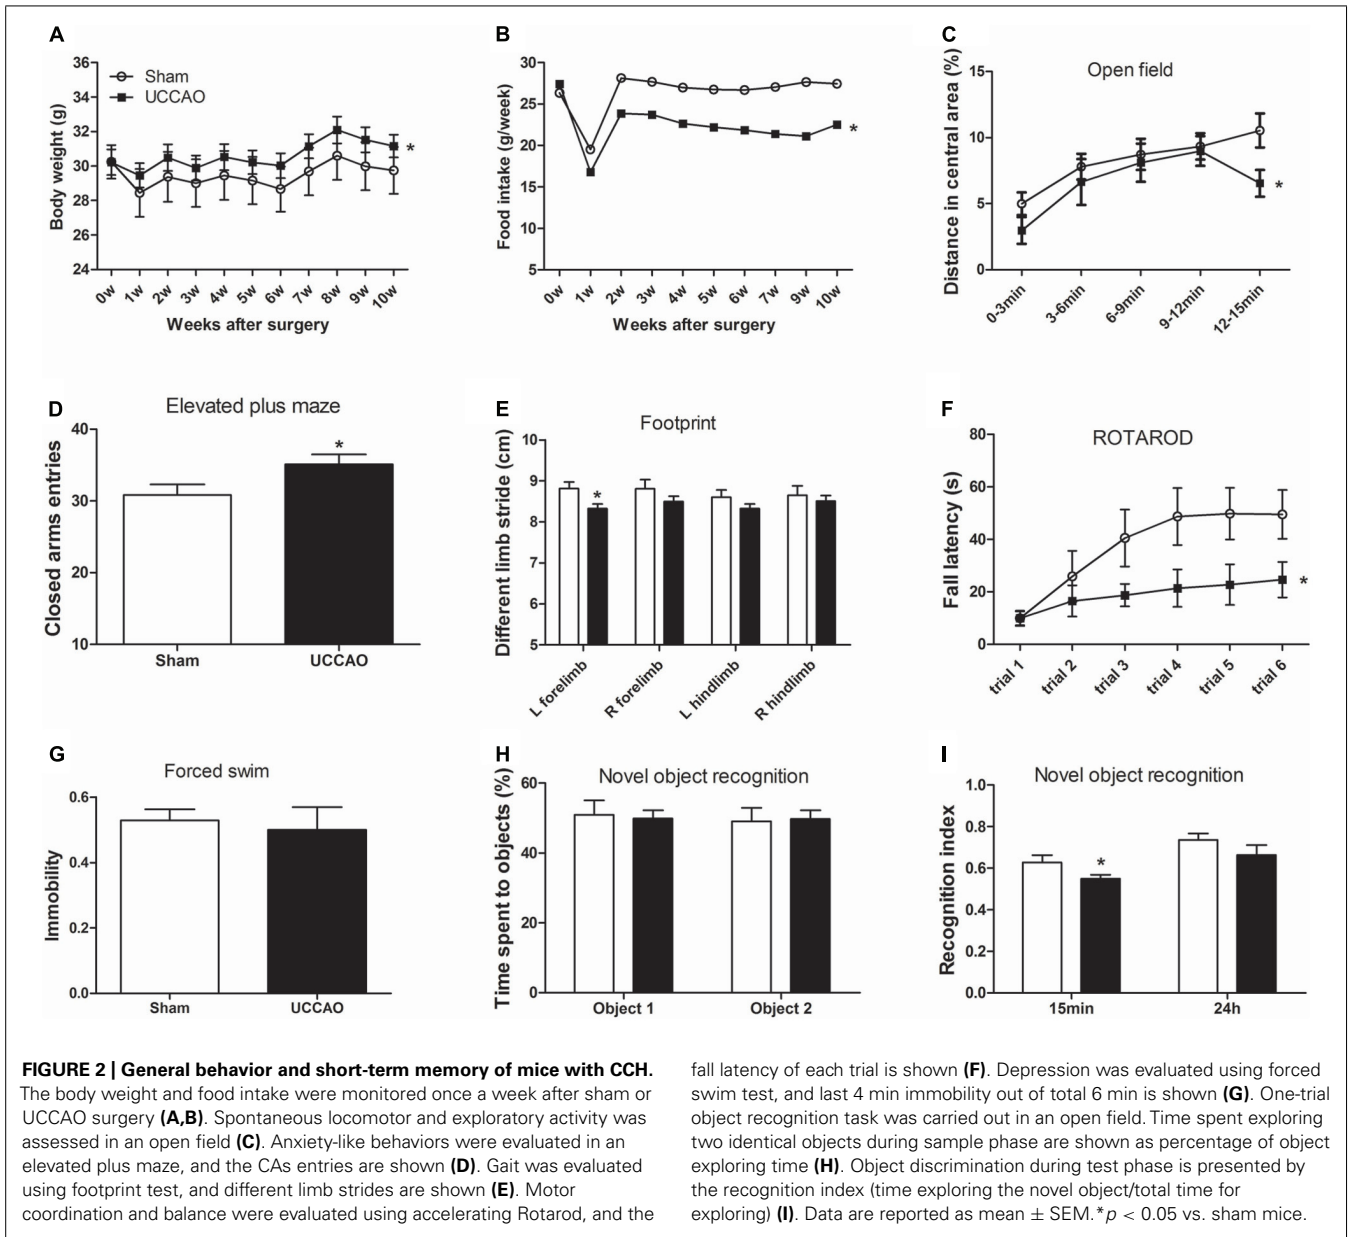 A
36
34
32
30
28
26
24
Body weight (g)
Sham
UCCAO
*
0w 1w 2w 3w 4w 5w 6w 7w 8w 9w 10w
Weeks after surgery
B
30
25
20
15
10
5
Food intake (g/week)
*
0w 1w 2w 3w 4w 5w 6w 7w 9w 10w
Weeks after surgery
C
Open field
15
10
5
0
Distance in central area (%)
*
0-3min 3-6min 6-9min 9-12min 12-15min
D
Elevated plus maze
40
30
20
10
Closed arms entries
*
Sham UCCAO
E
Footprint
10
9
8
7
6
5
Different limb stride (cm)
*
L forelimb R forelimb L hindlimb R hindlimb
F
ROTAROD
80
60
40
20
0
Fall latency (s)
*
trial 1 trial 2 trial 3 trial 4 trial 5 trial 6
G
Forced swim
0.6
0.4
0.2
0.0
Immobility
Sham UCCAO
H
Novel object recognition
60
40
20
0
Time spent to objects (%)
Object 1 Object 2
I
Novel object recognition
1.0
0.8
0.6
0.4
0.2
0.0
Recognition index
*
15min 24h
FIGURE 2 | General behavior and short-term memory of mice with CCH.
The body weight and food intake were monitored once a week after sham or
UCCAO surgery (A,B). Spontaneous locomotor and exploratory activity was
assessed in an open field (C). Anxiety-like behaviors were evaluated in an
elevated plus maze, and the CAs entries are shown (D). Gait was evaluated
using footprint test, and different limb strides are shown (E). Motor
coordination and balance were evaluated using accelerating Rotarod, and the
fall latency of each trial is shown (F). Depression was evaluated using forced
swim test, and last 4 min immobility out of total 6 min is shown (G). One-trial
object recognition task was carried out in an open field. Time spent exploring
two identical objects during sample phase are shown as percentage of object
exploring time (H). Object discrimination during test phase is presented by
the recognition index (time exploring the novel object/total time for
exploring) (I). Data are reported as mean ± SEM. *p < 0.05 vs. sham mice.